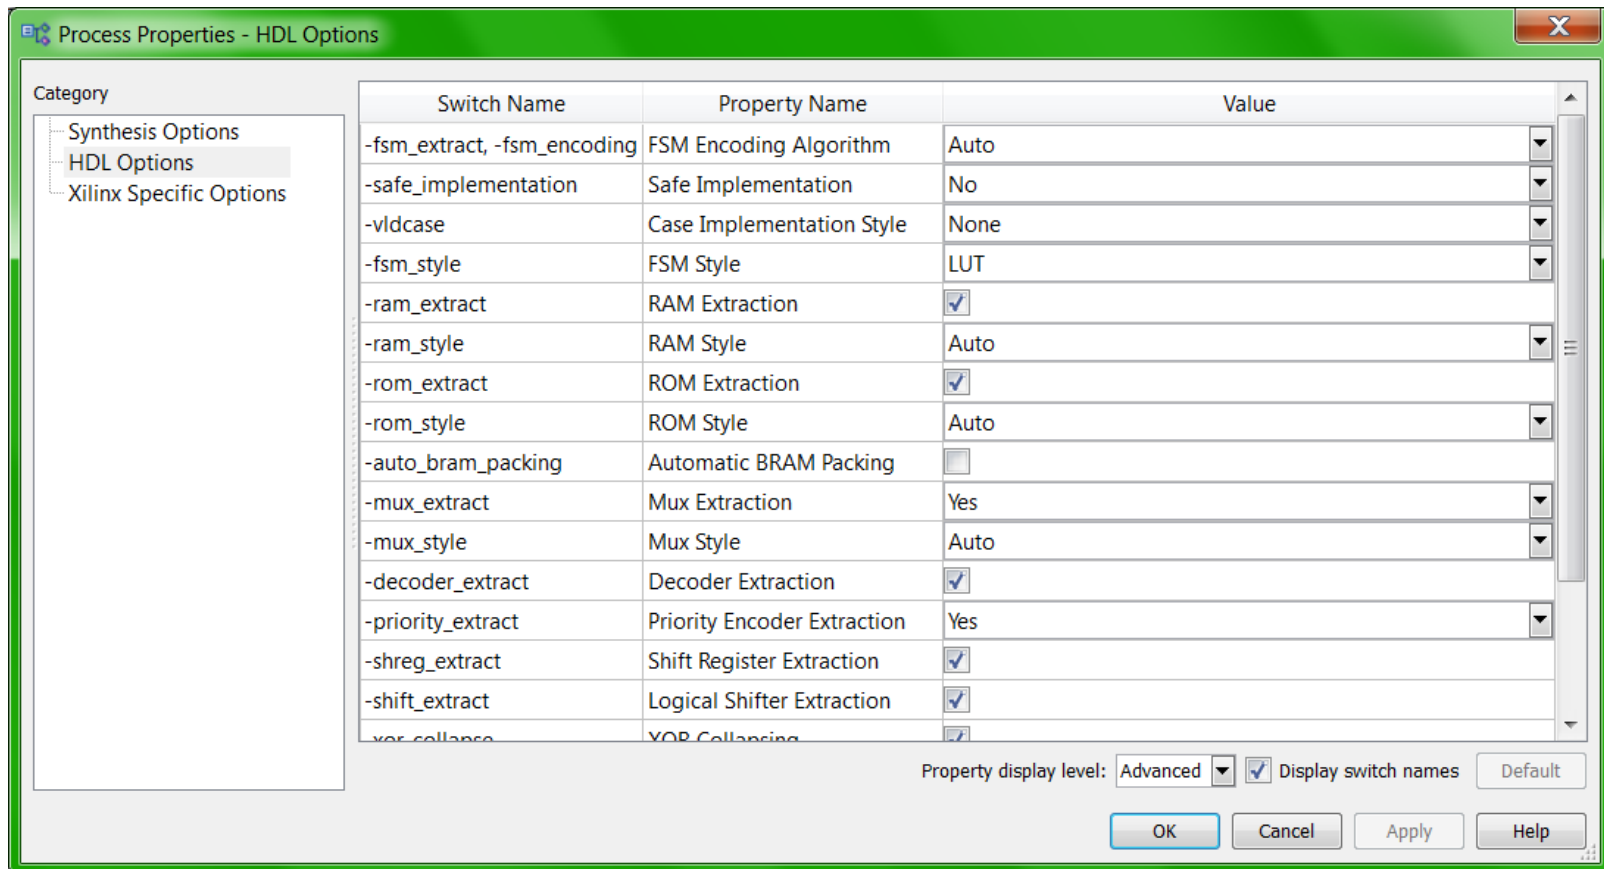 Process Properties - HDL Options
X
Category
Synthesis Options
HDL Options
Xilinx Specific Options
Switch Name Property Name Value
-fsm_extract, -fsm_encoding FSM Encoding Algorithm Auto
-safe_implementation Safe Implementation No
-vldcase Case Implementation Style None
-fsm_style FSM Style LUT
-ram_extract RAM Extraction
-ram_style RAM Style Auto
-rom_extract ROM Extraction
-rom_style ROM Style Auto
-auto_bram_packing Automatic BRAM Packing
-mux_extract Mux Extraction Yes
-mux_style Mux Style Auto
-decoder_extract Decoder Extraction
-priority_extract Priority Encoder Extraction Yes
-shreg_extract Shift Register Extraction
-shift_extract Logical Shifter Extraction
-xor_collapse XOR Collapsing
Property display level: Advanced Display switch names Default
OK Cancel Apply Help